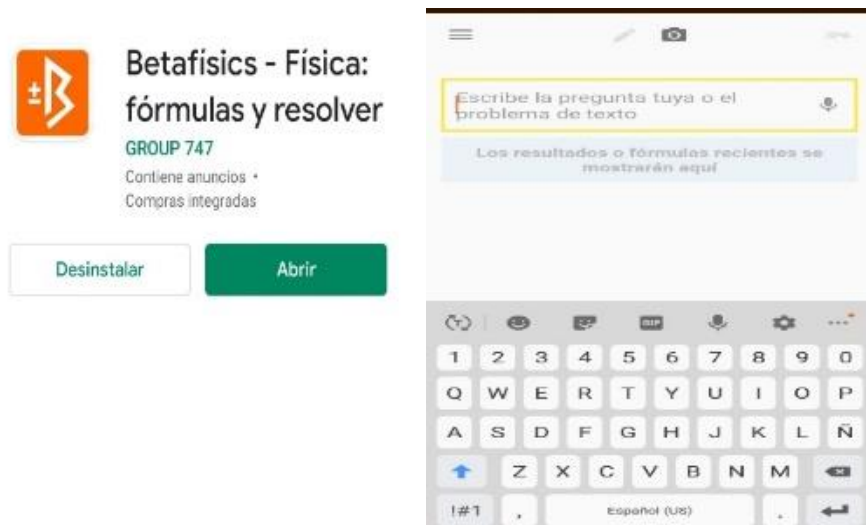 ±B
Betafísics - Física:
fórmulas y resolver
GROUP 747
Contiene anuncios •
Compras integradas
Desinstalar
Abrir
Escribe la pregunta tuya o el
problema de texto
Los resultados o fórmulas recientes se
mostrarán aquí
GIF
1 2 3 4 5 6 7 8 9 0
Q W E R T Y U I O P
A S D F G H J K L Ñ
Z X C V B N M
!#1 , Español (US) .